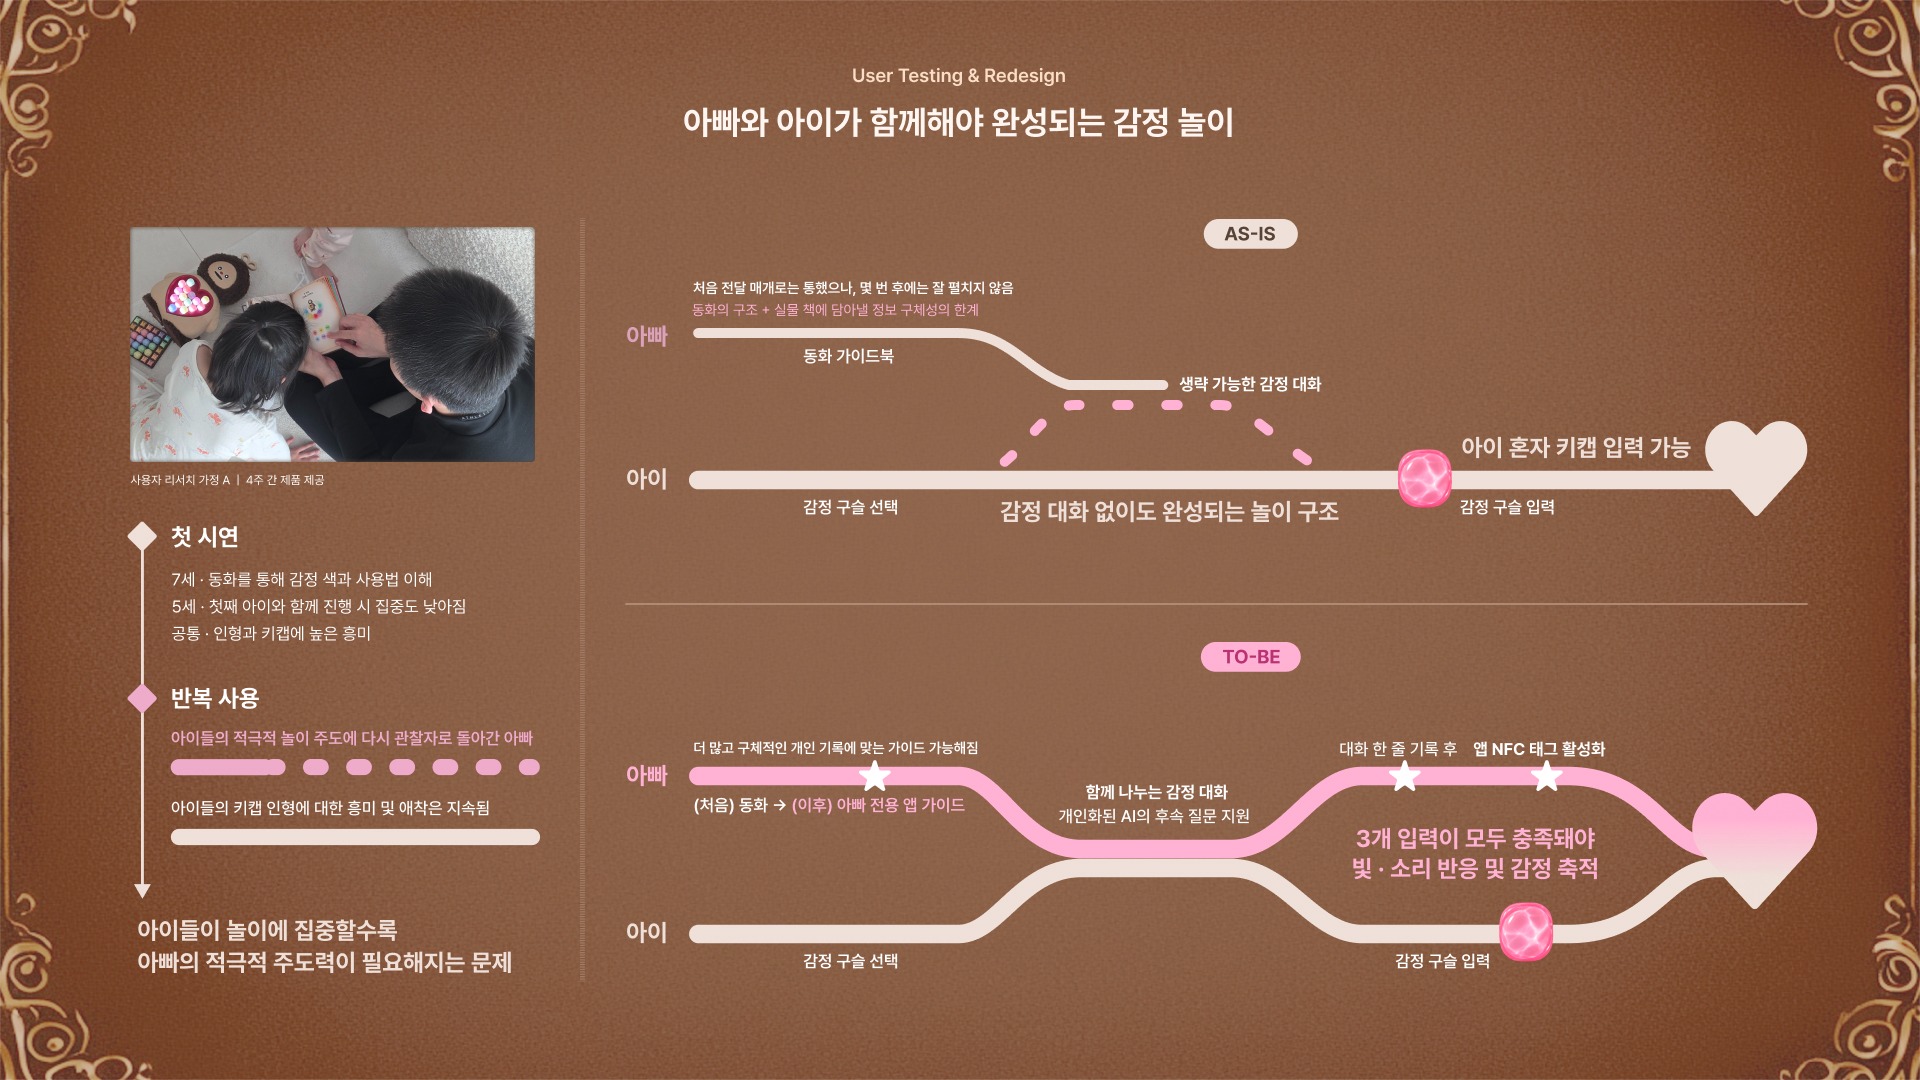 User Testing & Redesign
아빠와 아이가 함께해야 완성되는 감정 놀이
사용자 리서치 가정 A | 4주 간 제품 제공
첫 시연
7세 · 동화를 통해 감정 색과 사용법 이해
5세 · 첫째 아이와 함께 진행 시 집중도 낮아짐
공통 · 인형과 키캡에 높은 흥미
반복 사용
아이들의 적극적 놀이 주도에 다시 관찰자로 돌아간 아빠
아이들의 키캡 인형에 대한 흥미 및 애착은 지속됨
아이들이 놀이에 집중할수록
아빠의 적극적 주도력이 필요해지는 문제
AS-IS
처음 전달 매개로는 통했으나, 몇 번 후에는 잘 펼치지 않음
동화의 구조 + 실물 책에 담아낼 정보 구체성의 한계
아빠
동화 가이드북
생략 가능한 감정 대화
아이 혼자 키캡 입력 가능
아이
감정 구슬 선택
감정 대화 없이도 완성되는 놀이 구조
감정 구슬 입력
TO-BE
더 많고 구체적인 개인 기록에 맞는 가이드 가능해짐
대화 한 줄 기록 후 앱 NFC 태그 활성화
아빠
(처음) 동화 → (이후) 아빠 전용 앱 가이드
함께 나누는 감정 대화
개인화된 AI의 후속 질문 지원
3개 입력이 모두 충족돼야
빛 · 소리 반응 및 감정 축적
아이
감정 구슬 선택
감정 구슬 입력